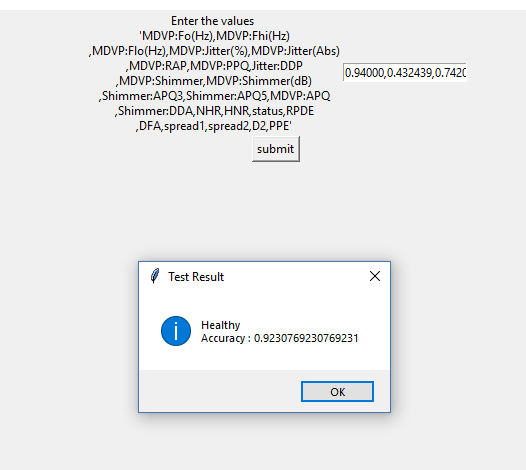 Enter the values
'MDVP:Fo(Hz),MDVP:Fhi(Hz)
,MDVP:Flo(Hz),MDVP:Jitter(%),MDVP:Jitter(Abs)
,MDVP:RAP,MDVP:PPQ,Jitter:DDP
,MDVP:Shimmer,MDVP:Shimmer(dB)
,Shimmer:APQ3,Shimmer:APQ5,MDVP:APQ
,Shimmer:DDA,NHR,HNR,status,RPDE
,DFA,spread1,spread2,D2,PPE'
0.94000,0.432439,0.742
submit
Test Result
Healthy
Accuracy : 0.9230769230769231
OK